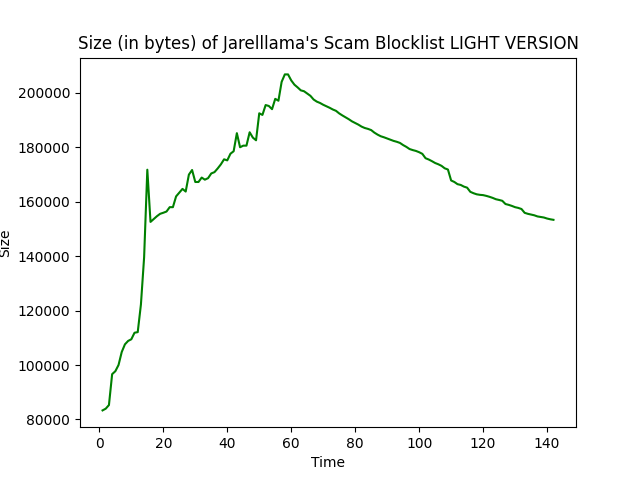 Size (in bytes) of Jarelllama's Scam Blocklist LIGHT VERSION
200000
180000
160000
140000
120000
100000
80000
Size
0 20 40 60 80 100 120 140
Time